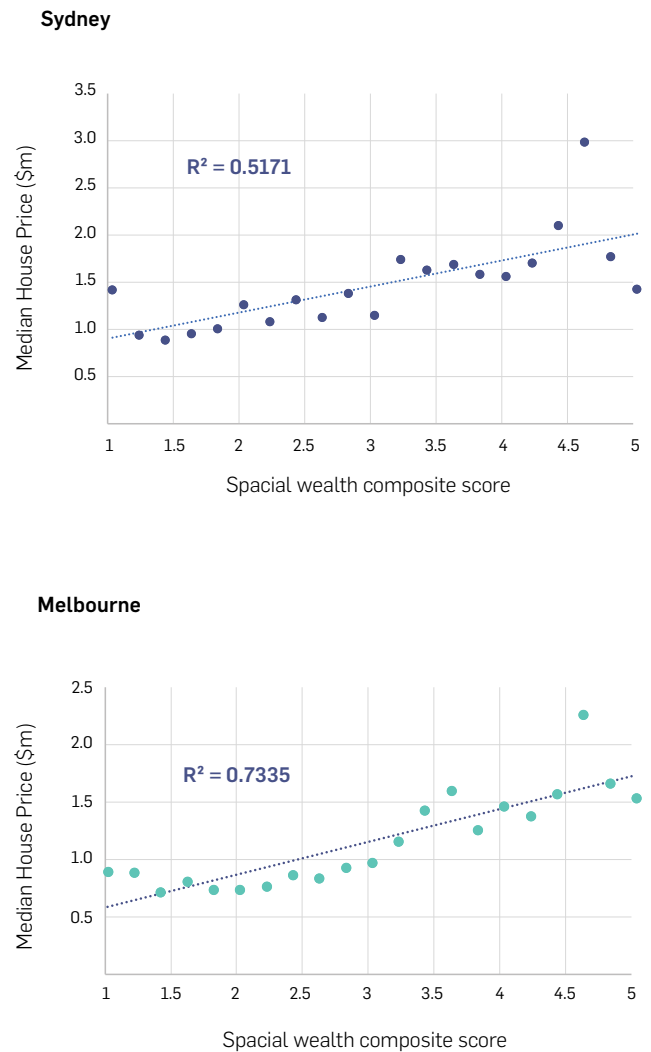 Sydney
Median House Price ($m)
3.5
3.0
2.5
2.0
1.5
1.0
0.5
R² = 0.5171
1 1.5 2 2.5 3 3.5 4 4.5 5
Spacial wealth composite score
Melbourne
Median House Price ($m)
2.5
2.0
1.5
1.0
0.5
R² = 0.7335
1 1.5 2 2.5 3 3.5 4 4.5 5
Spacial wealth composite score